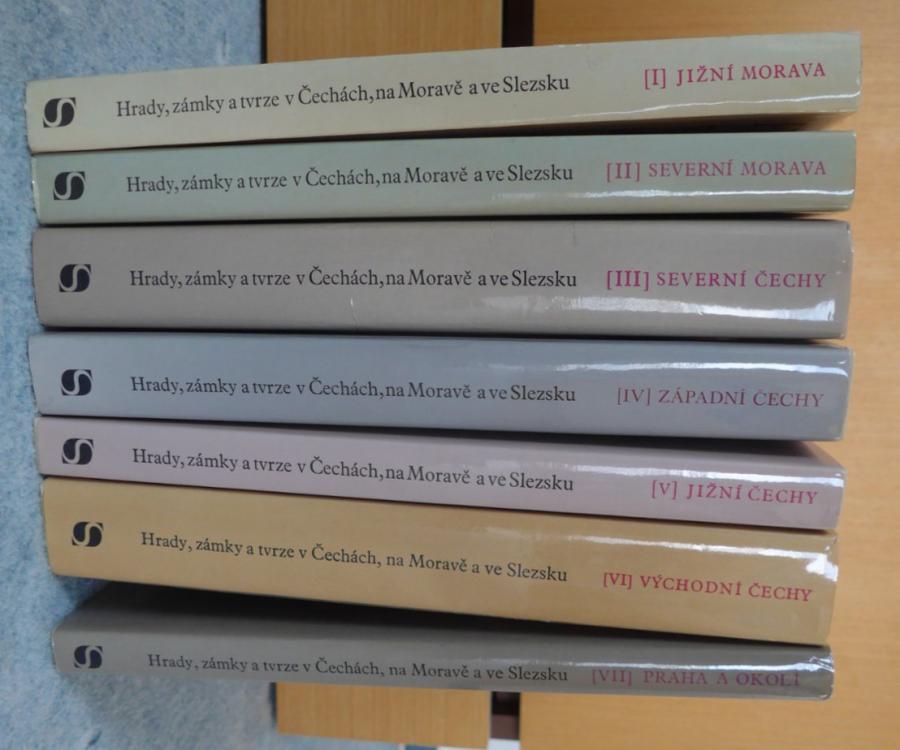 Hrady, zámky a tvrze v Čechách, na Moravě a ve Slezsku [I] JIŽNÍ MORAVA
Hrady, zámky a tvrze v Čechách, na Moravě a ve Slezsku [II] SEVERNÍ MORAVA
Hrady, zámky a tvrze v Čechách, na Moravě a ve Slezsku [III] SEVERNÍ ČECHY
Hrady, zámky a tvrze v Čechách, na Moravě a ve Slezsku [IV] ZÁPADNÍ ČECHY
Hrady, zámky a tvrze v Čechách, na Moravě a ve Slezsku [V] JIŽNÍ ČECHY
Hrady, zámky a tvrze v Čechách, na Moravě a ve Slezsku [VI] VÝCHODNÍ ČECHY
Hrady, zámky a tvrze v Čechách, na Moravě a ve Slezsku [VII] PRAHA A OKOLÍ